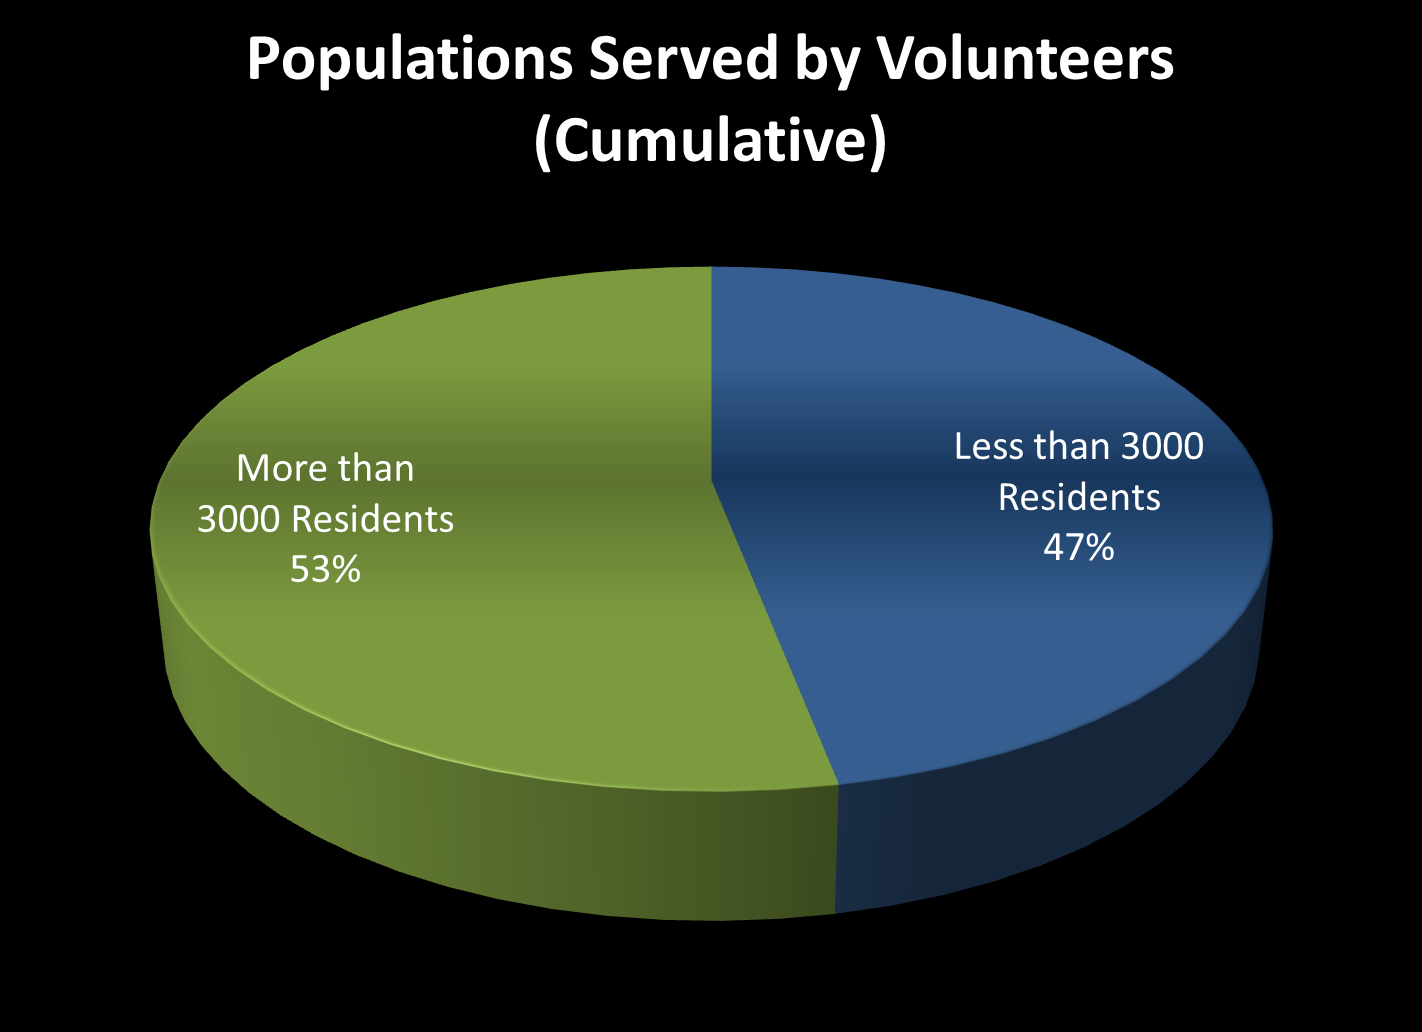 Populations Served by Volunteers
(Cumulative)
More than
3000 Residents
53%
Less than 3000
Residents
47%